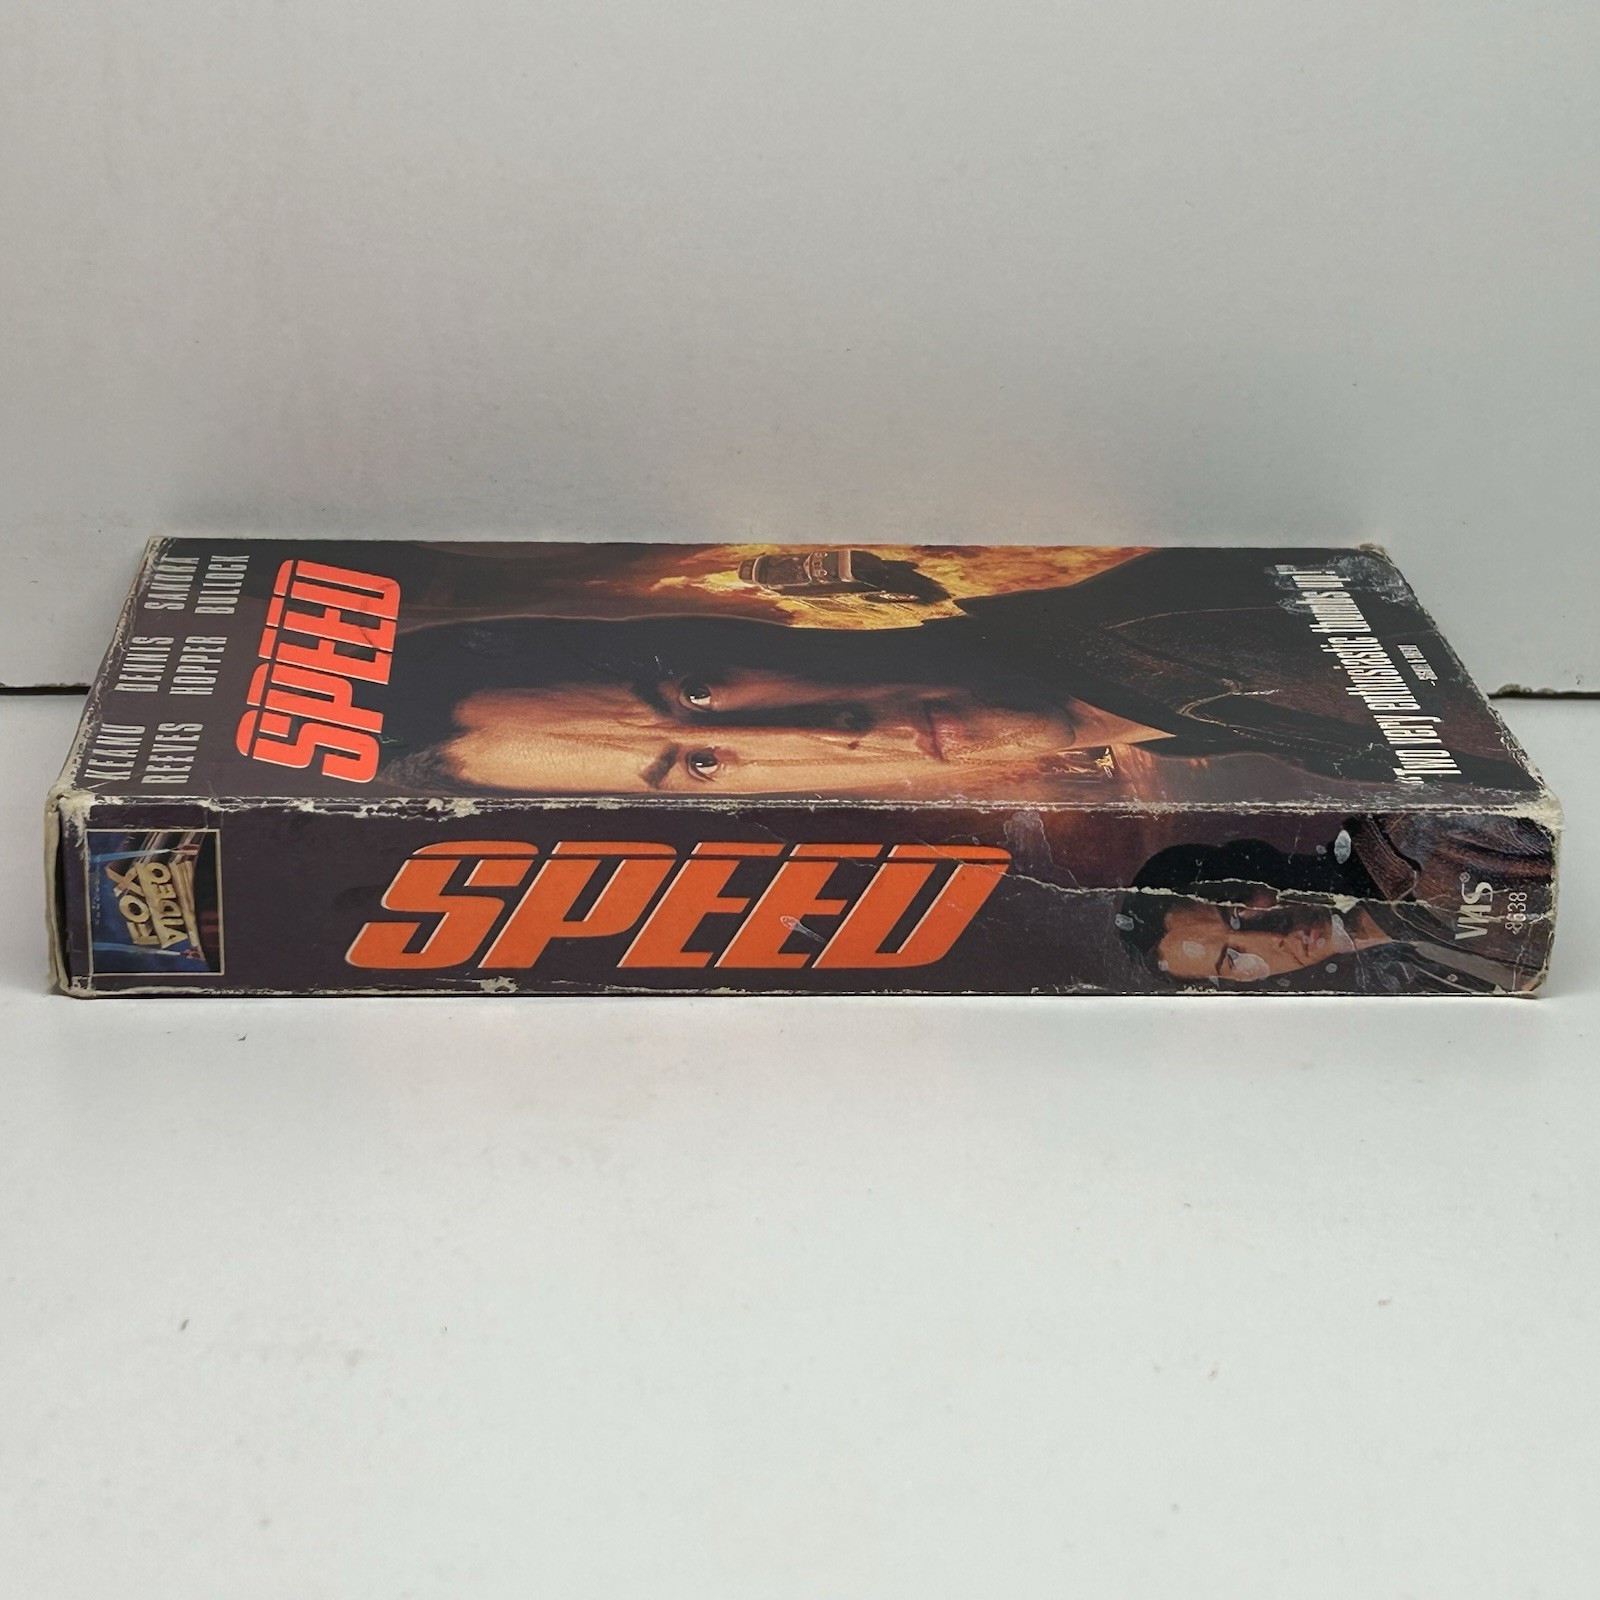 KEANU REEVES
DENNIS HOPPER
SANDRA BULLOCK
SPEED
"Two very enthusiastic thumbs up."
FOX VIDEO
SPEED
VHS®
8638